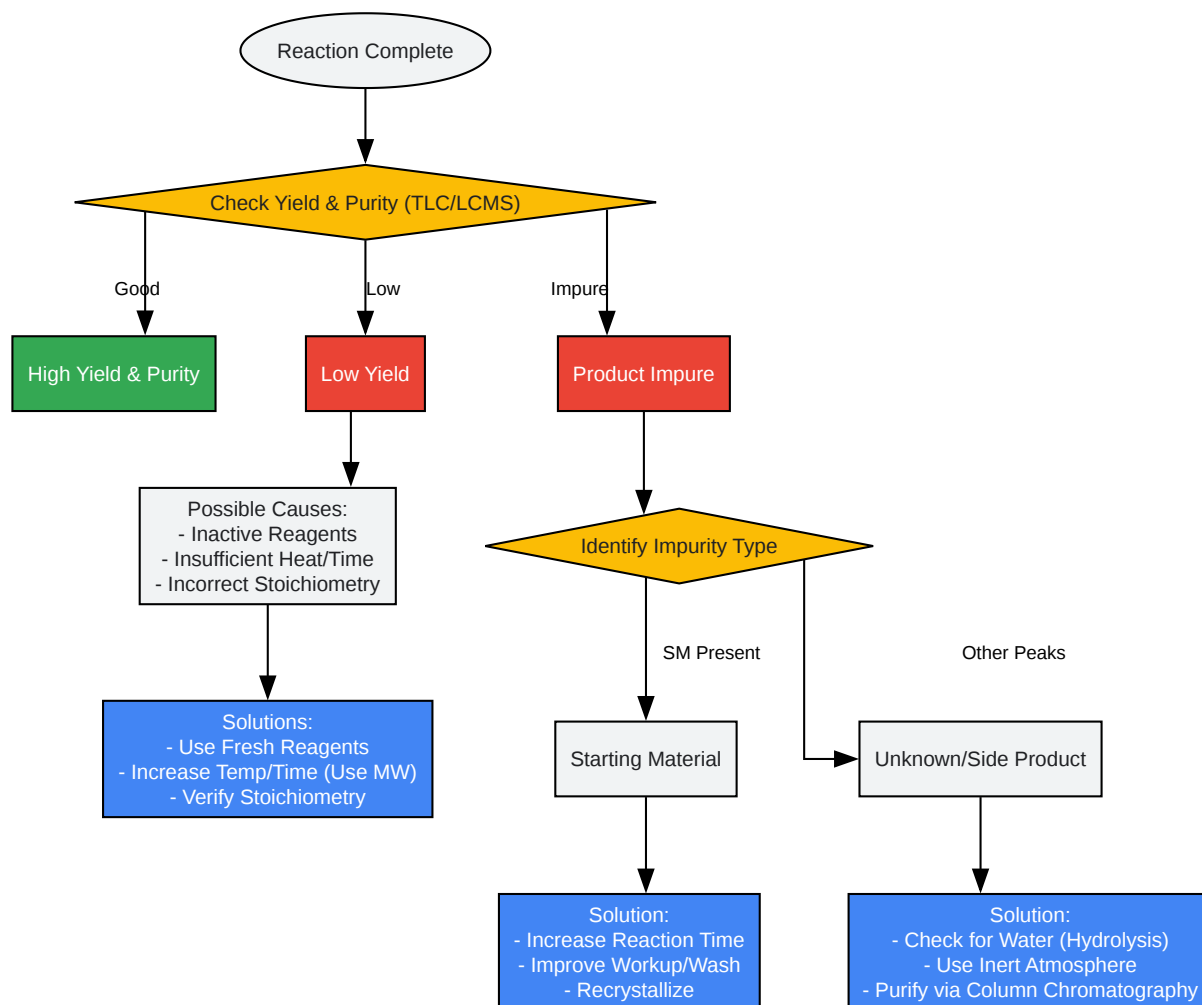 Reaction Complete
Check Yield & Purity (TLC/LCMS)
Good
Low
Impure
High Yield & Purity
Low Yield
Product Impure
Possible Causes:
- Inactive Reagents
- Insufficient Heat/Time
- Incorrect Stoichiometry
Identify Impurity Type
SM Present
Other Peaks
Solutions:
- Use Fresh Reagents
- Increase Temp/Time (Use MW)
- Verify Stoichiometry
Starting Material
Unknown/Side Product
Solution:
- Increase Reaction Time
- Improve Workup/Wash
- Recrystallize
Solution:
- Check for Water (Hydrolysis)
- Use Inert Atmosphere
- Purify via Column Chromatography